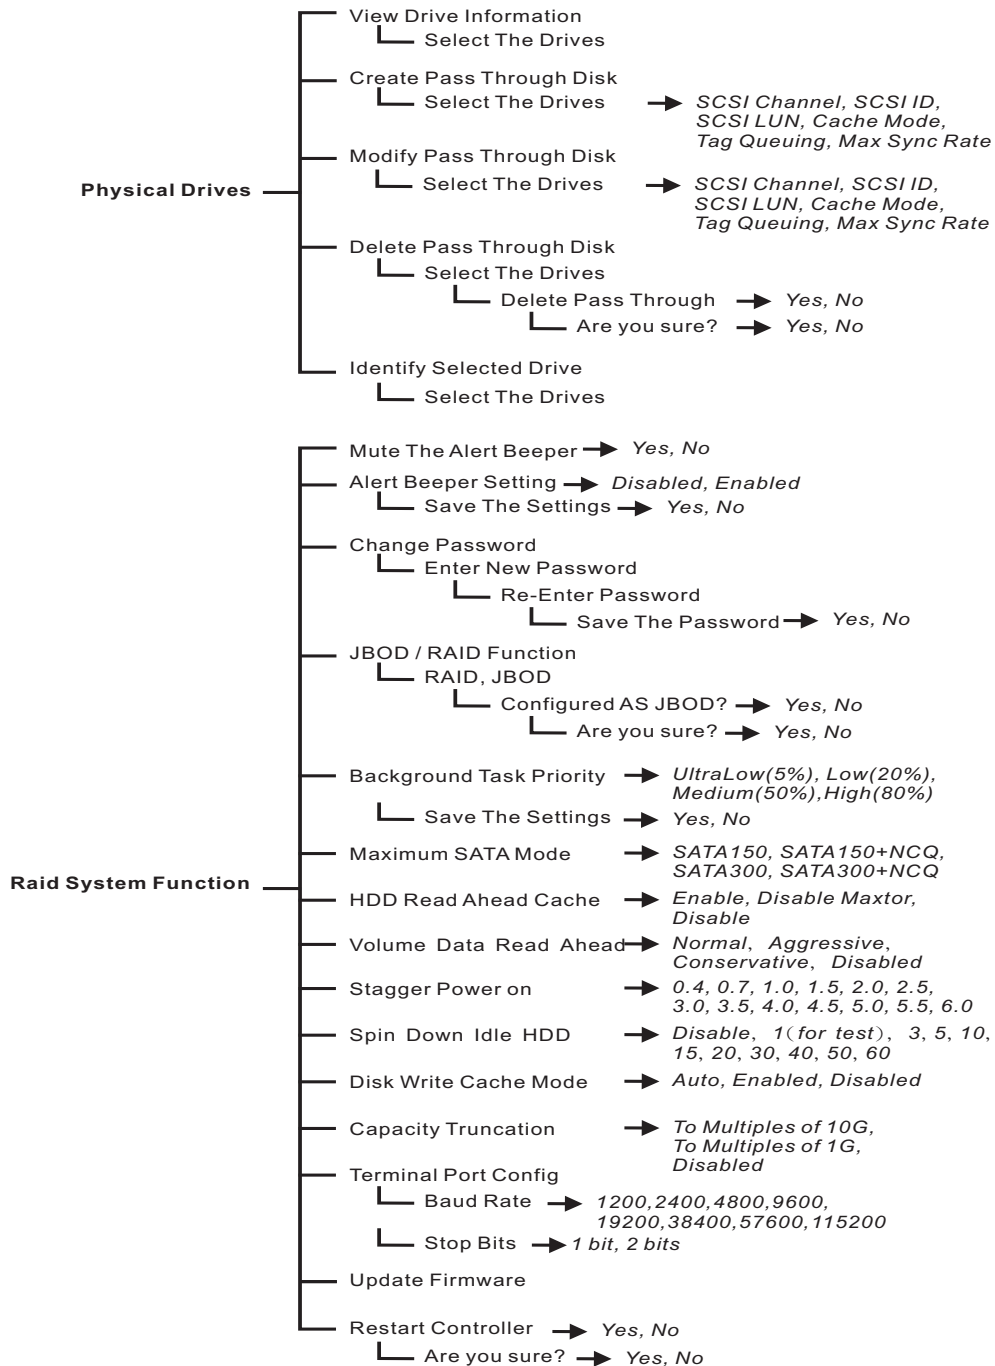 View Drive Information
Select The Drives
Create Pass Through Disk
Select The Drives
SCSI Channel, SCSI ID,
SCSI LUN, Cache Mode,
Tag Queuing, Max Sync Rate
Modify Pass Through Disk
Physical Drives
Select The Drives
SCSI Channel, SCSI ID,
SCSI LUN, Cache Mode,
Tag Queuing, Max Sync Rate
Delete Pass Through Disk
Select The Drives
Delete Pass Through Yes, No
Are you sure? Yes, No
Identify Selected Drive
Select The Drives
Mute The Alert Beeper Yes, No
Alert Beeper Setting Disabled, Enabled
Save The Settings Yes, No
Change Password
Enter New Password
Re-Enter Password
Save The Password Yes, No
JBOD / RAID Function
RAID, JBOD
Configured AS JBOD? Yes, No
Are you sure? Yes, No
Background Task Priority UltraLow(5%), Low(20%),
Medium(50%),High(80%)
Save The Settings Yes, No
Maximum SATA Mode SATA150, SATA150+NCQ,
SATA300, SATA300+NCQ
Raid System Function
HDD Read Ahead Cache Enable, Disable Maxtor,
Disable
Volume Data Read Ahead Normal, Aggressive,
Conservative, Disabled
Stagger Power on 0.4, 0.7, 1.0, 1.5, 2.0, 2.5,
3.0, 3.5, 4.0, 4.5, 5.0, 5.5, 6.0
Spin Down Idle HDD Disable, 1(for test), 3, 5, 10,
15, 20, 30, 40, 50, 60
Disk Write Cache Mode Auto, Enabled, Disabled
Capacity Truncation To Multiples of 10G,
To Multiples of 1G,
Disabled
Terminal Port Config
Baud Rate 1200,2400,4800,9600,
19200,38400,57600,115200
Stop Bits 1 bit, 2 bits
Update Firmware
Restart Controller Yes, No
Are you sure? Yes, No